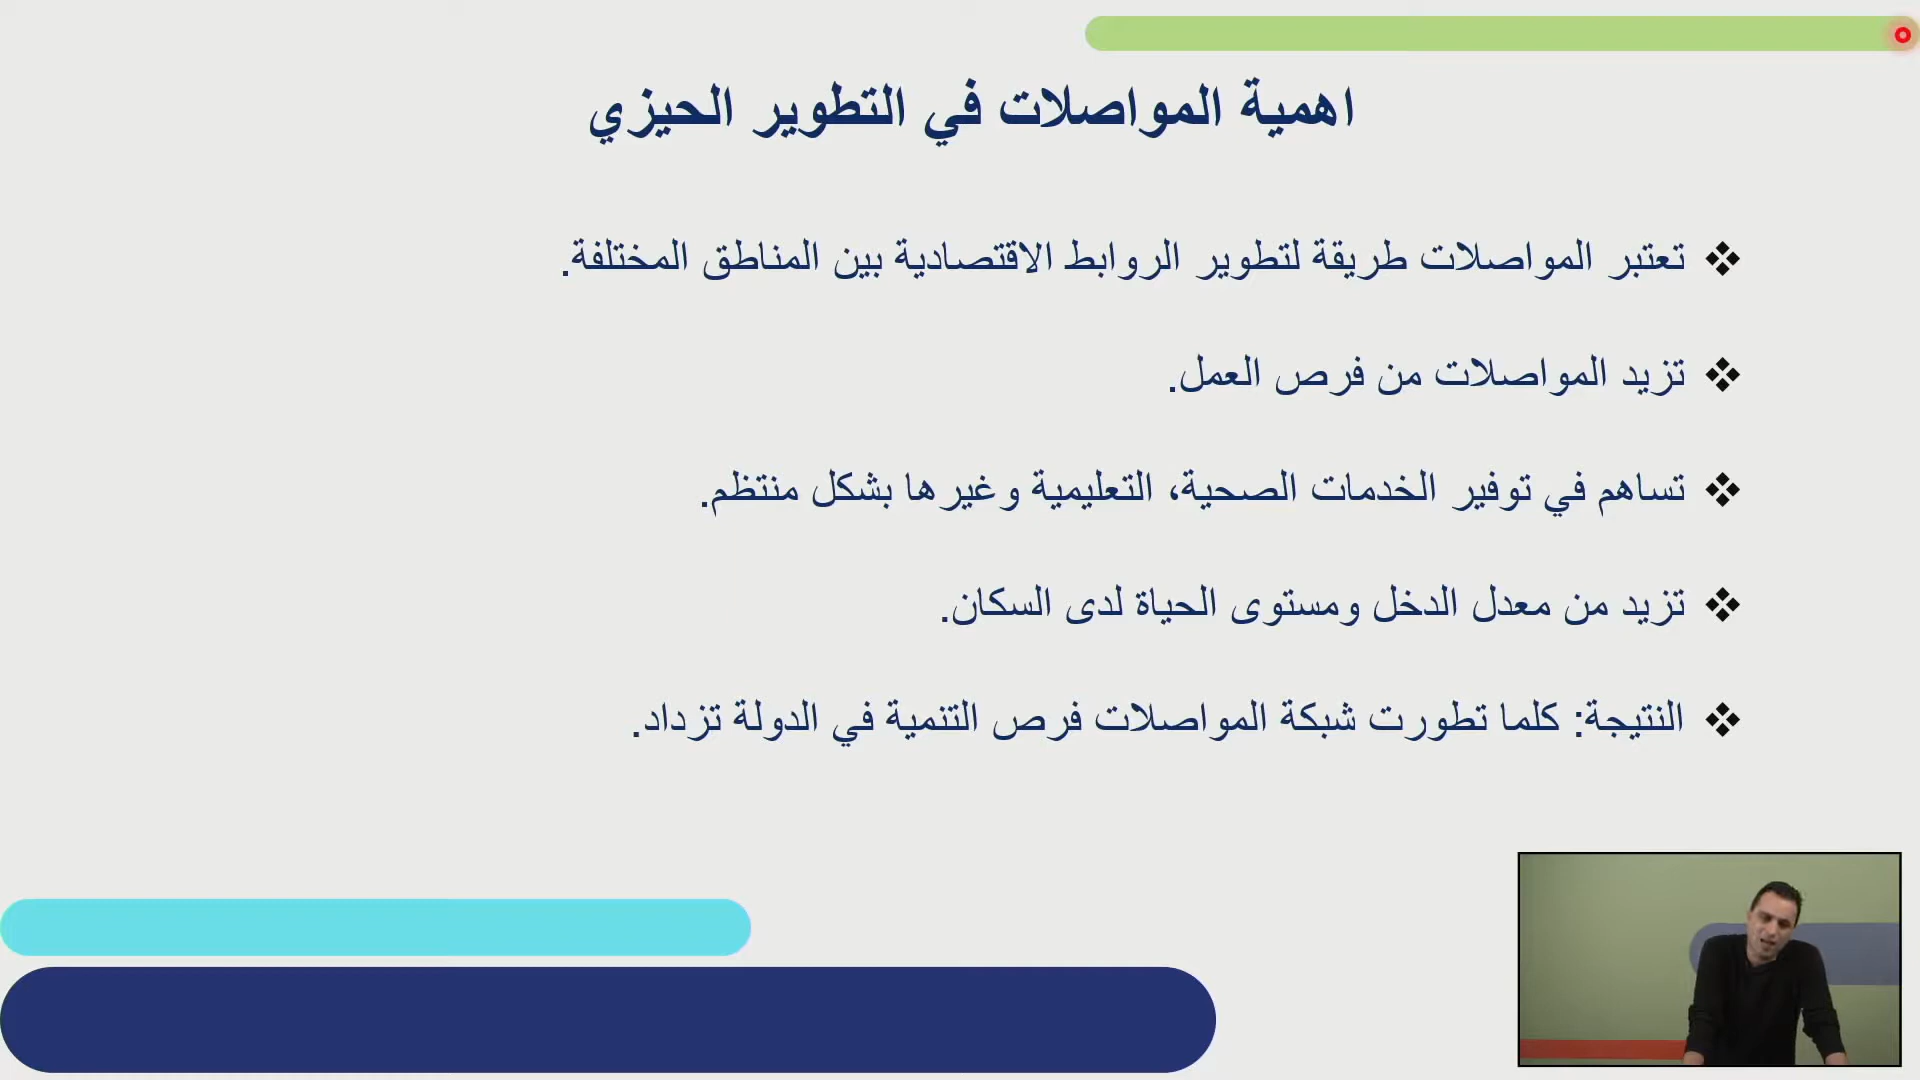 اهمية المواصلات في التطوير الحيزي
❖ تعتبر المواصلات طريقة لتطوير الروابط الاقتصادية بين المناطق المختلفة.
❖ تزيد المواصلات من فرص العمل.
❖ تساهم في توفير الخدمات الصحية، التعليمية وغيرها بشكل منتظم.
❖ تزيد من معدل الدخل ومستوى الحياة لدى السكان.
❖ النتيجة: كلما تطورت شبكة المواصلات فرص التنمية في الدولة تزداد.